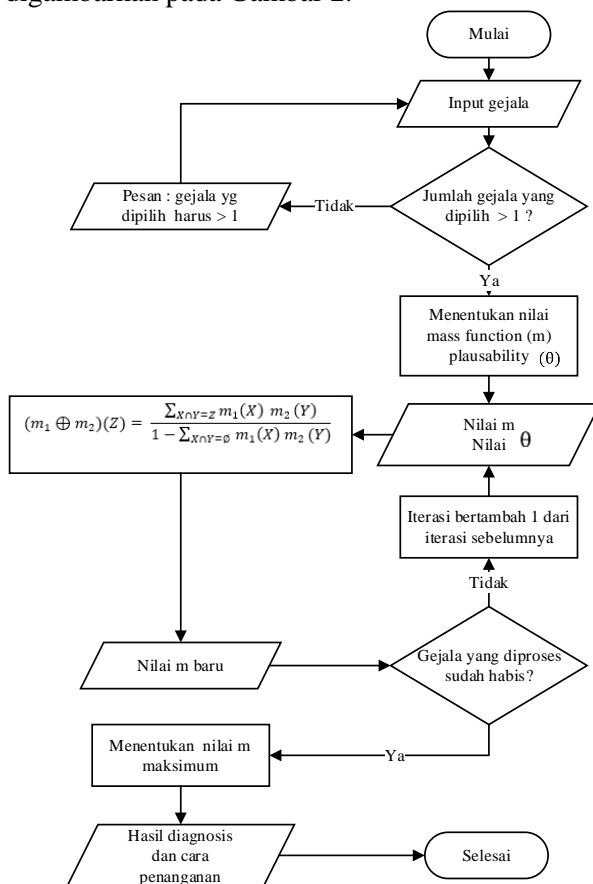 digambarkan pada Gambar 2.
Mulai
Input gejala
Jumlah gejala yang
dipilih > 1 ?
Tidak
Pesan : gejala yg
dipilih harus > 1
Ya
Menentukan nilai
mass function (m)
plausability (θ)
Nilai m
Nilai θ
(m₁ ⊕ m₂)(Z) = ∑_{X∩Y=Z} m₁(X) m₂(Y) / 1 − ∑_{X∩Y=∅} m₁(X) m₂(Y)
Iterasi bertambah 1 dari
iterasi sebelumnya
Tidak
Nilai m baru
Gejala yang diproses
sudah habis?
Ya
Menentukan nilai m
maksimum
Hasil diagnosis
dan cara
penanganan
Selesai